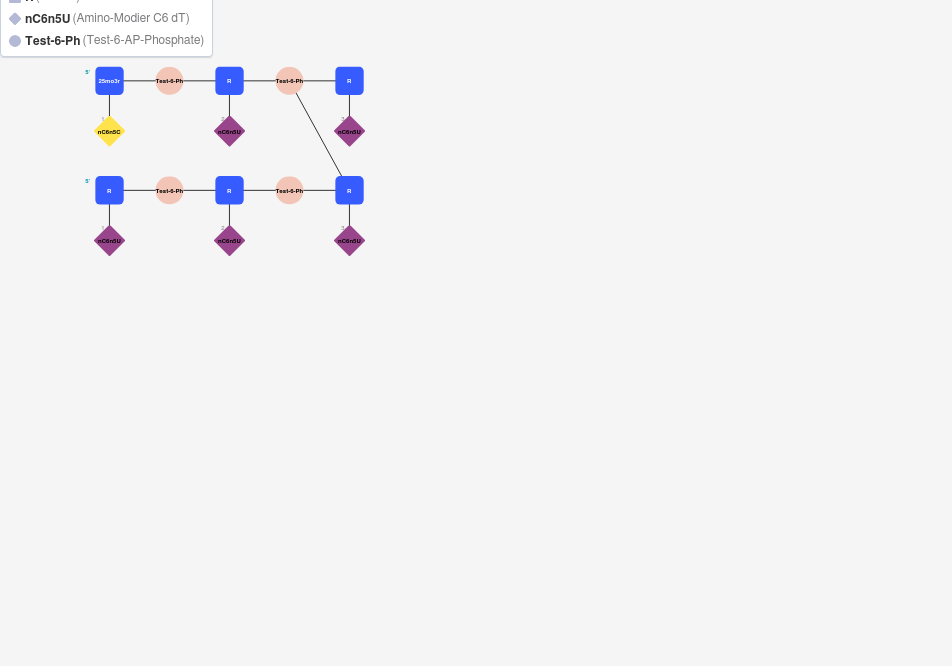 nC6n5U (Amino-Modier C6 dT)
Test-6-Ph (Test-6-AP-Phosphate)
5' 25mo3r Test-6-Ph R Test-6-Ph R
nC6n5C nC6n5U nC6n5U
5' R Test-6-Ph R Test-6-Ph R
nC6n5U nC6n5U nC6n5U